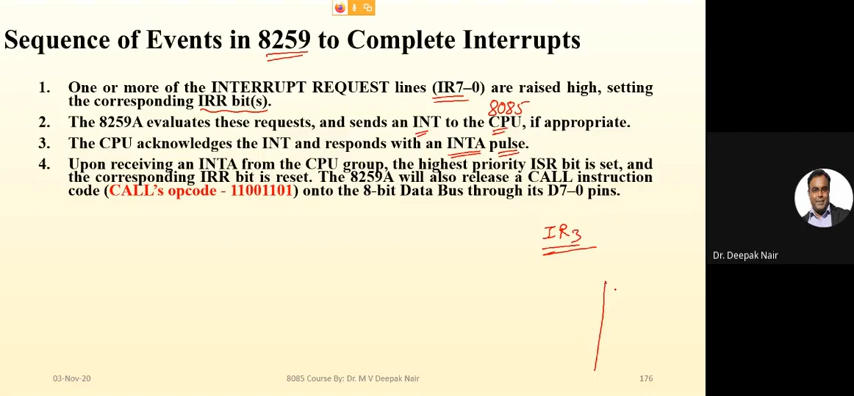 Sequence of Events in 8259 to Complete Interrupts
1. One or more of the INTERRUPT REQUEST lines (IR7–0) are raised high, setting
the corresponding IRR bit(s).
8085
2. The 8259A evaluates these requests, and sends an INT to the CPU, if appropriate.
3. The CPU acknowledges the INT and responds with an INTA pulse.
4. Upon receiving an INTA from the CPU group, the highest priority ISR bit is set, and
the corresponding IRR bit is reset. The 8259A will also release a CALL instruction
code (CALL's opcode - 11001101) onto the 8-bit Data Bus through its D7–0 pins.
IR3
Dr. Deepak Nair
03-Nov-20
8085 Course By: Dr. M V Deepak Nair
176